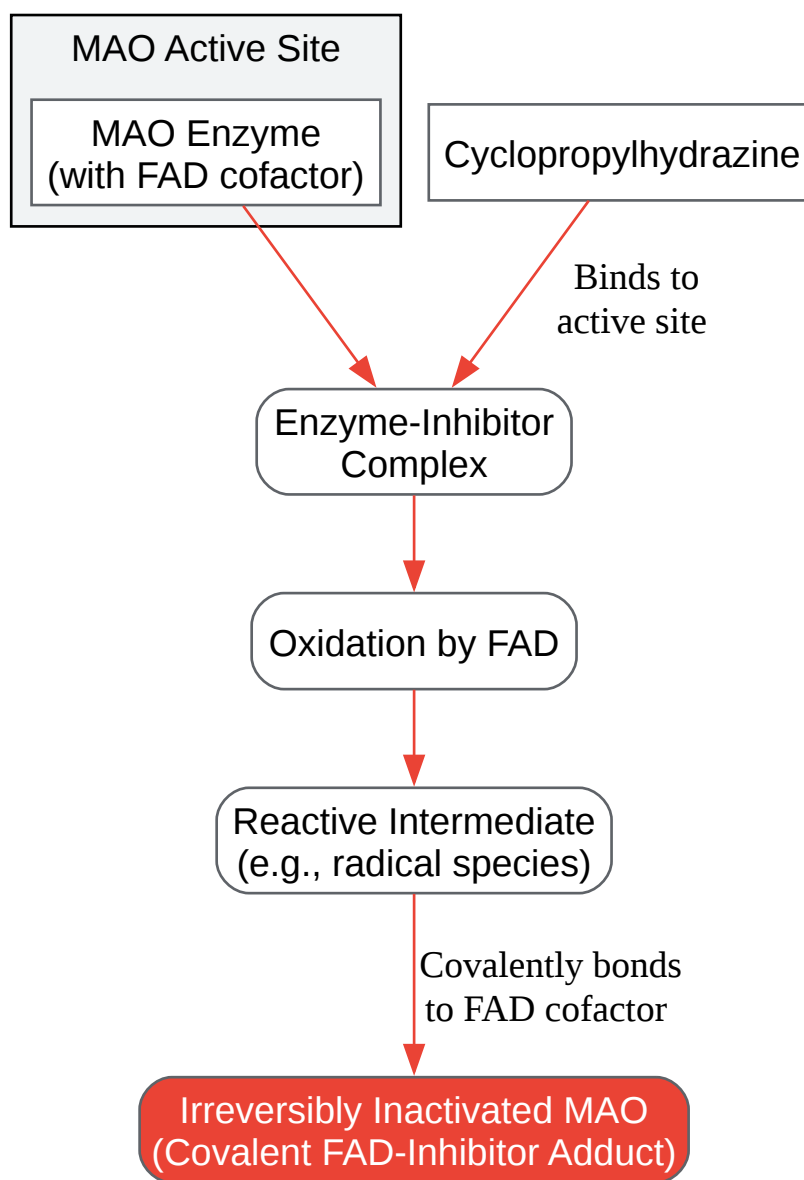 MAO Active Site
MAO Enzyme
(with FAD cofactor)
Cyclopropylhydrazine
Binds to
active site
Enzyme-Inhibitor
Complex
Oxidation by FAD
Reactive Intermediate
(e.g., radical species)
Covalently bonds
to FAD cofactor
Irreversibly Inactivated MAO
(Covalent FAD-Inhibitor Adduct)